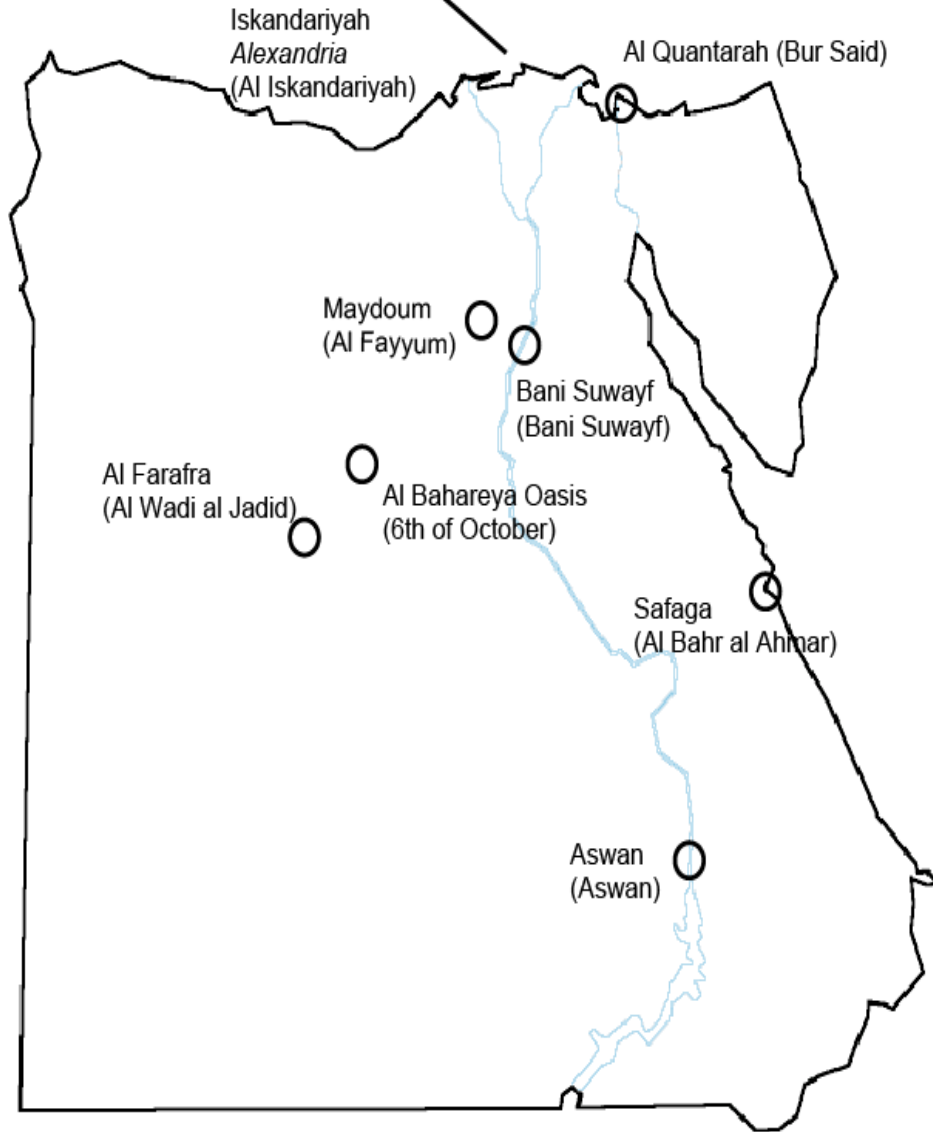 Iskandariyah
Alexandria
(Al Iskandariyah)
Al Quantarah (Bur Said)
Maydoum
(Al Fayyum)
Bani Suwayf
(Bani Suwayf)
Al Farafra
(Al Wadi al Jadid)
Al Bahareya Oasis
(6th of October)
Safaga
(Al Bahr al Ahmar)
Aswan
(Aswan)